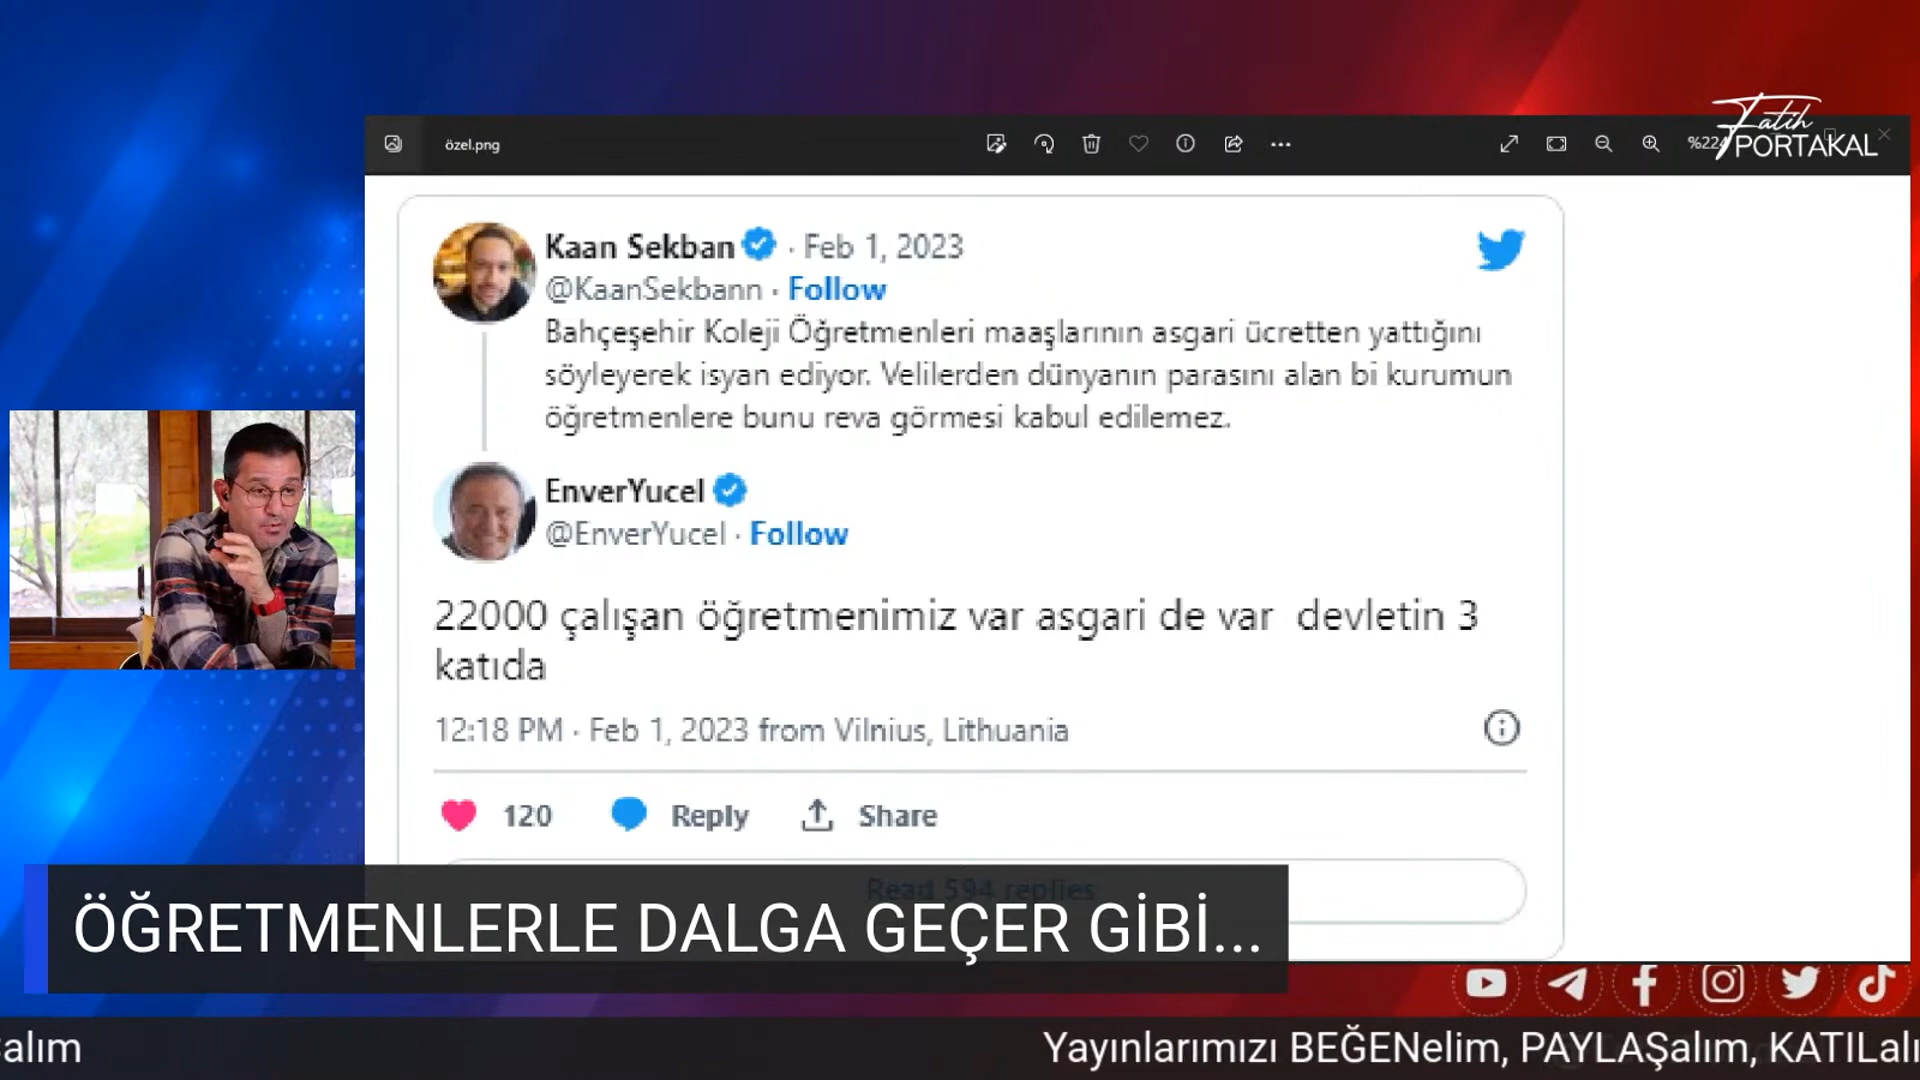 özel.png
%224
Fatih
PORTAKAL
Kaan Sekban · Feb 1, 2023
@KaanSekbann · Follow
Bahçeşehir Koleji Öğretmenleri maaşlarının asgari ücretten yattığını
söyleyerek isyan ediyor. Velilerden dünyanın parasını alan bi kurumun
öğretmenlere bunu reva görmesi kabul edilemez.
EnverYucel
@EnverYucel · Follow
22000 çalışan öğretmenimiz var asgari de var devletin 3
katıda
12:18 PM · Feb 1, 2023 from Vilnius, Lithuania
120 Reply Share
Read 594 replies
ÖĞRETMENLERLE DALGA GEÇER GİBİ...
alım Yayınlarımızı BEĞENelim, PAYLAŞalım, KATILalı